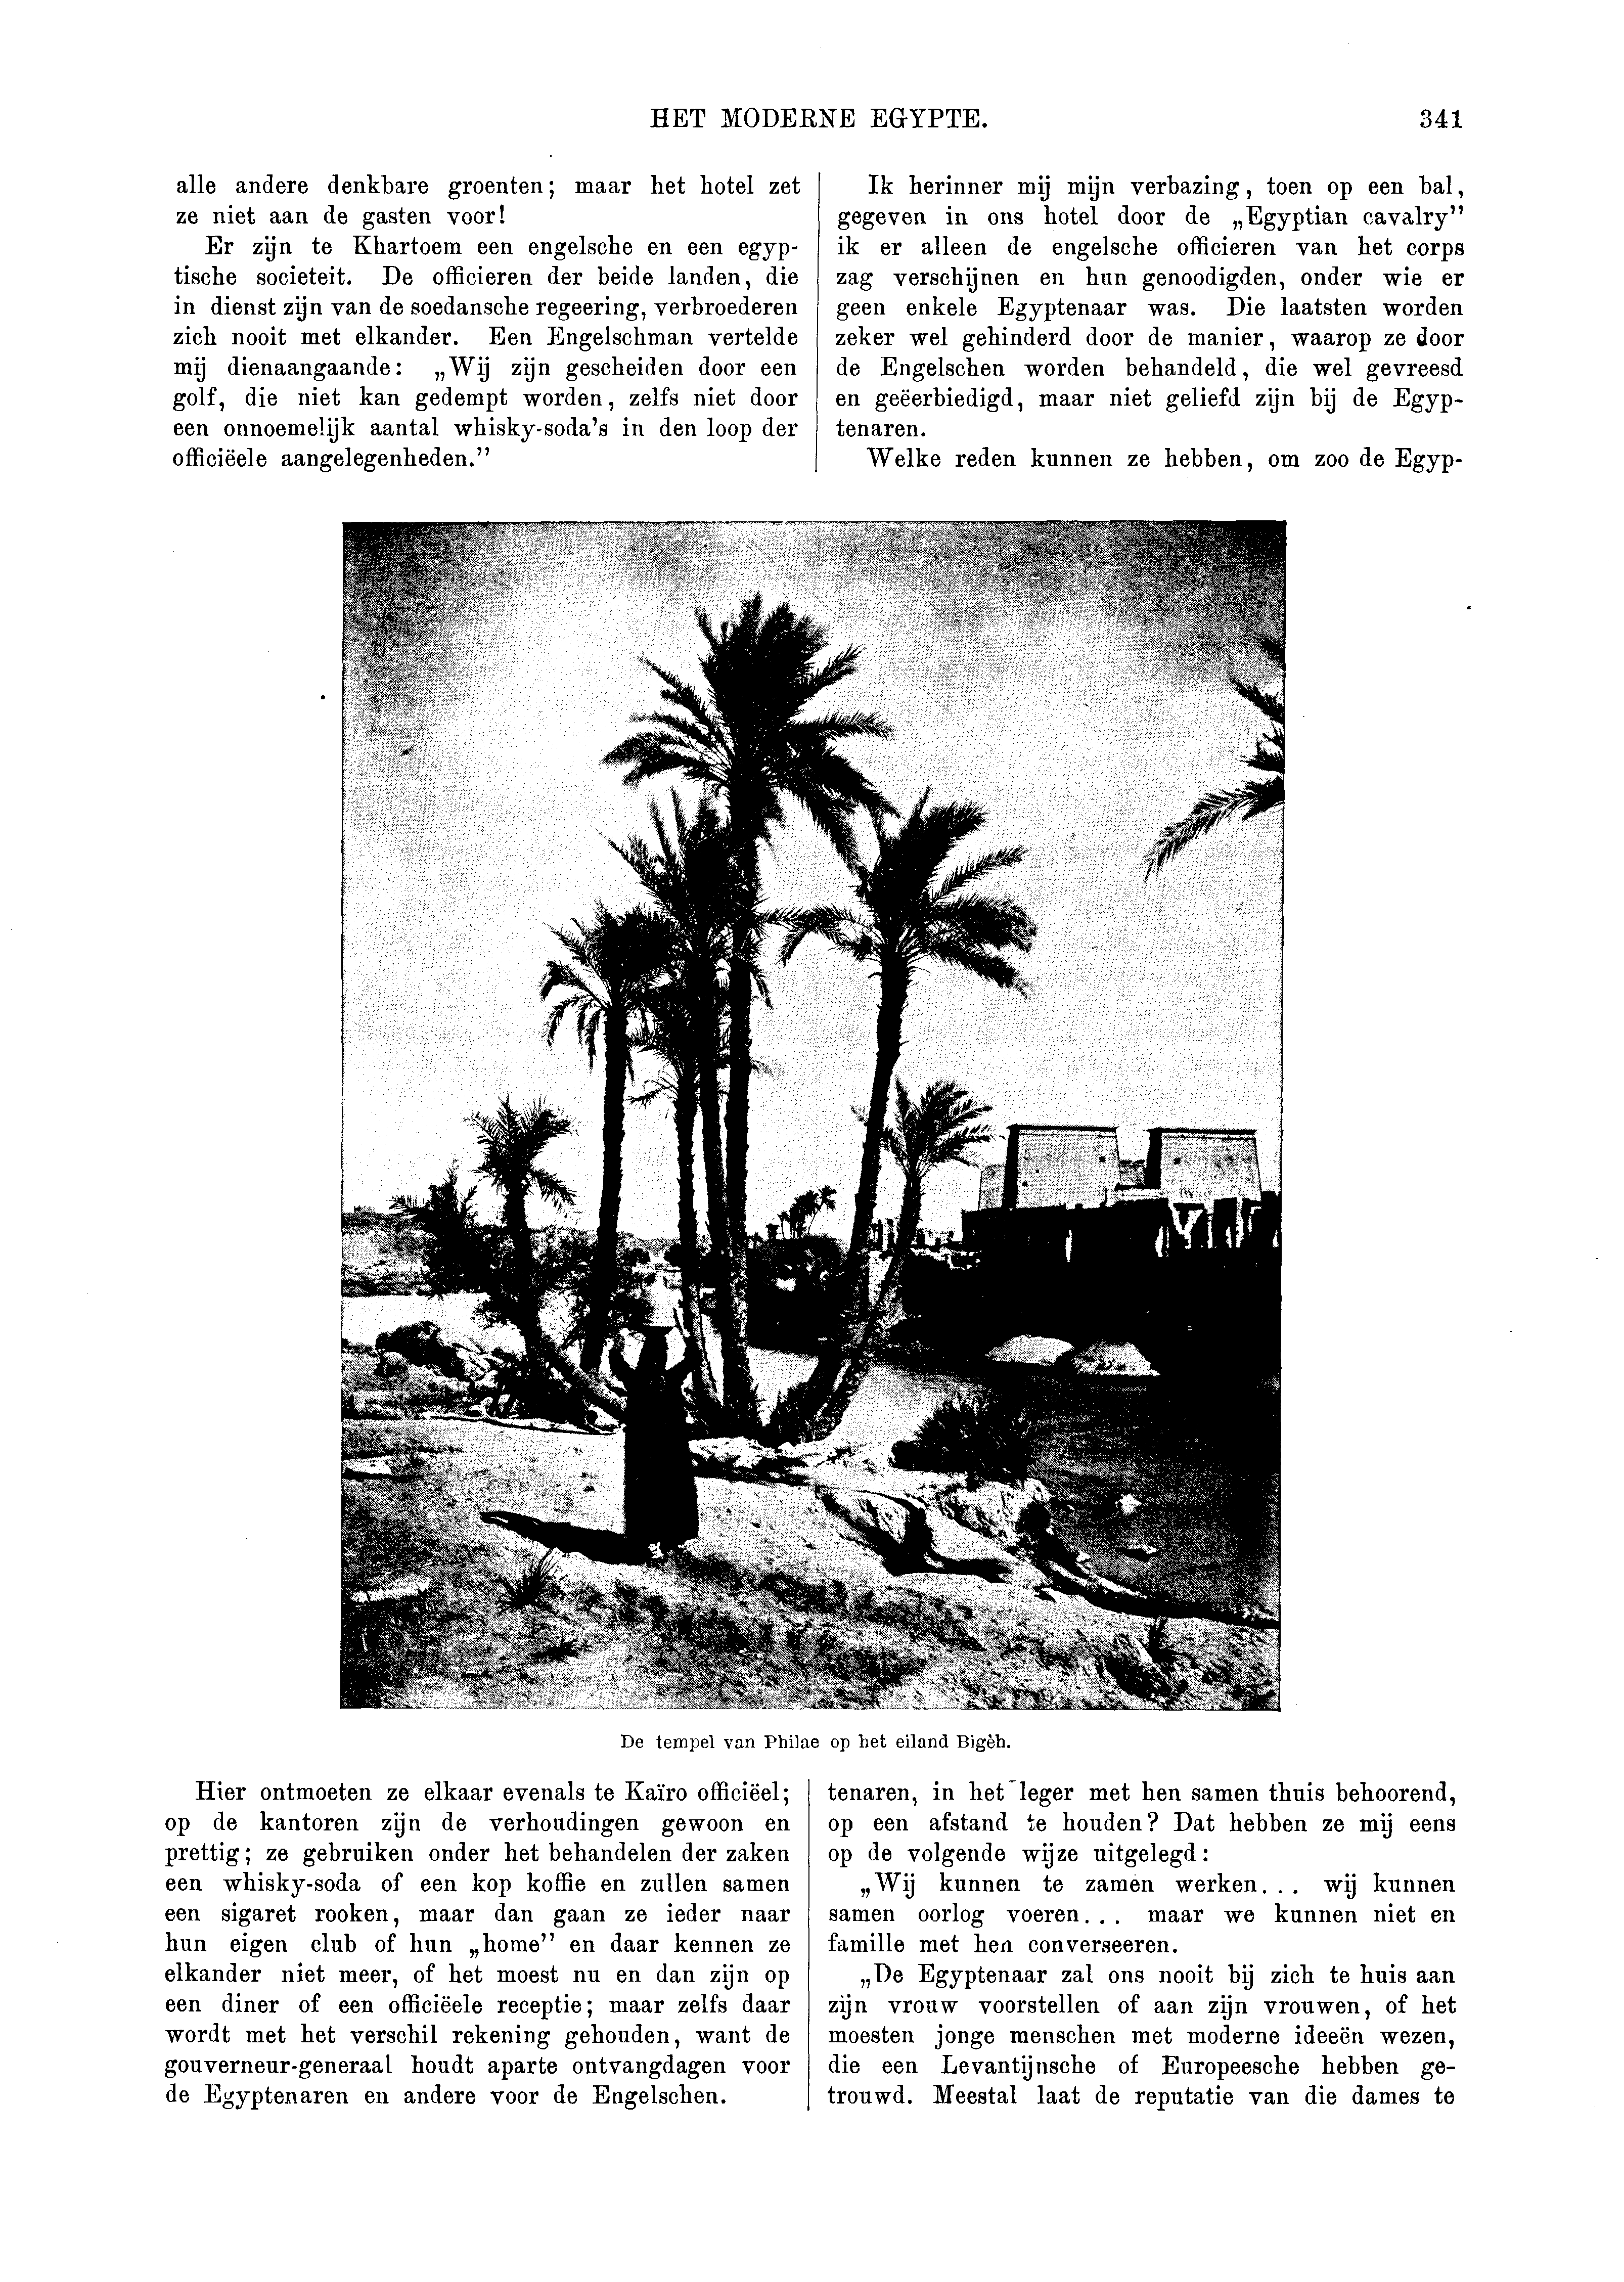 HET MODERNE EGYPTE. 341
alle andere denkbare groenten; maar het hotel zet
ze niet aan de gasten voor!
Er zijn te Khartoem een engelsche en een egyp-
tische societeit. De officieren der beide landen, die
in dienst zijn van de soedansche regeering, verbroederen
zich nooit met elkander. Een Engelschman vertelde
mij dienaangaande: „Wij zijn gescheiden door een
golf, die niet kan gedempt worden, zelfs niet door
een onnoemelijk aantal whisky-soda's in den loop der
officiëele aangelegenheden.”
Hier ontmoeten ze elkaar evenals te Kaïro officiëel;
op de kantoren zijn de verhoudingen gewoon en
prettig; ze gebruiken onder het behandelen der zaken
een whisky-soda of een kop koffie en zullen samen
een sigaret rooken, maar dan gaan ze ieder naar
hun eigen club of hun „home” en daar kennen ze
elkander niet meer, of het moest nu en dan zijn op
een diner of een officiëele receptie; maar zelfs daar
wordt met het verschil rekening gehouden, want de
gouverneur-generaal houdt aparte ontvangdagen voor
de Egyptenaren en andere voor de Engelschen.
Ik herinner mij mijn verbazing, toen op een bal,
gegeven in ons hotel door de „Egyptian cavalry”
ik er alleen de engelsche officieren van het corps
zag verschijnen en hun genoodigden, onder wie er
geen enkele Egyptenaar was. Die laatsten worden
zeker wel gehinderd door de manier, waarop ze door
de Engelschen worden behandeld, die wel gevreesd
en geëerbiedigd, maar niet geliefd zijn bij de Egyp-
tenaren.
Welke reden kunnen ze hebben, om zoo de Egyp-
tenaren, in het leger met hen samen thuis behoorend,
op een afstand te houden? Dat hebben ze mij eens
op de volgende wijze uitgelegd:
„Wij kunnen te zamen werken... wij kunnen
samen oorlog voeren... maar we kunnen niet en
famille met hen converseeren.
„De Egyptenaar zal ons nooit bij zich te huis aan
zijn vrouw voorstellen of aan zijn vrouwen, of het
moesten jonge menschen met moderne ideeën wezen,
die een Levantijnsche of Europeesche hebben ge-
trouwd. Meestal laat de reputatie van die dames te
De tempel van Philae op het eiland Bigèh.